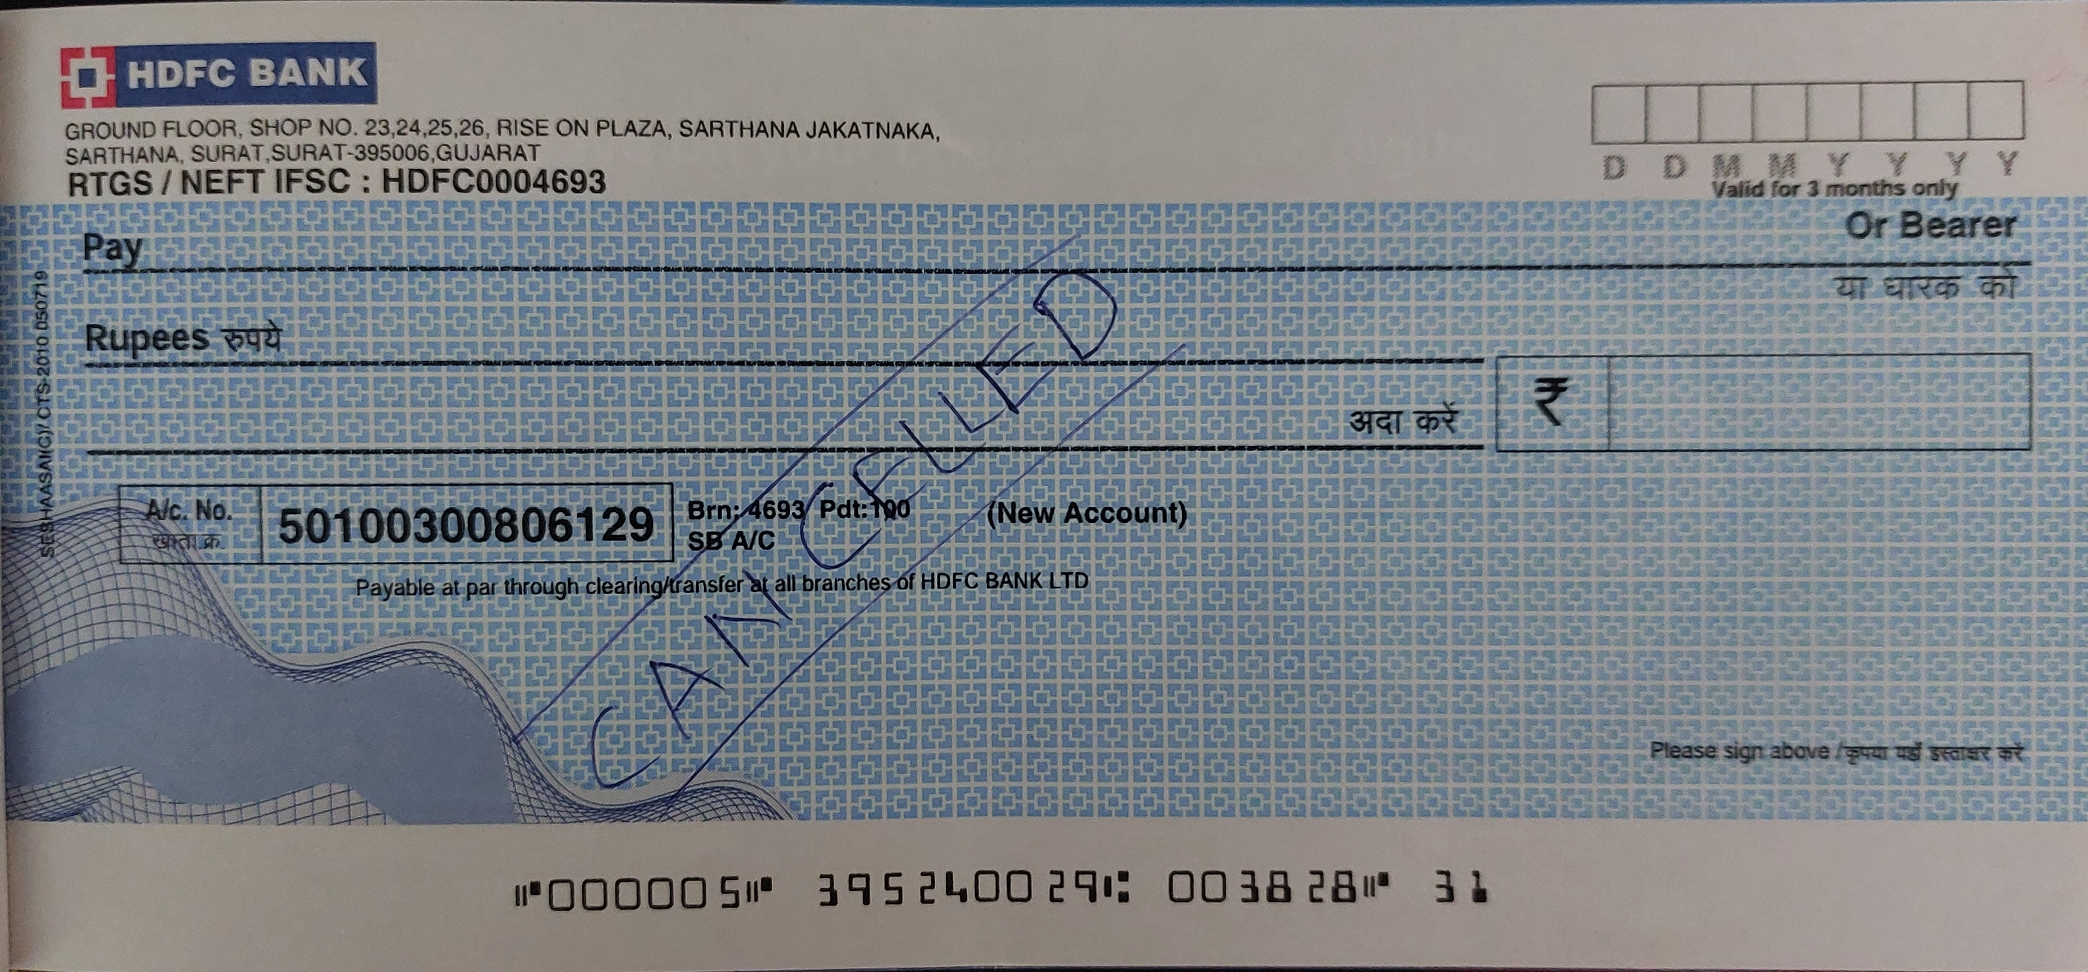 HDFC BANK
GROUND FLOOR, SHOP NO. 23,24,25,26, RISE ON PLAZA, SARTHANA JAKATNAKA,
SARTHANA, SURAT,SURAT-395006,GUJARAT
RTGS / NEFT IFSC : HDFC0004693
D D M M Y Y Y Y
Valid for 3 months only
Pay
Or Bearer
या धारक को
Rupees रुपये
अदा करें
₹
CANCELLED
A/c. No.
खाता क्र.
50100300806129
Brn: 4693 Pdt:100 (New Account)
SB A/C
Payable at par through clearing/transfer at all branches of HDFC BANK LTD
SESHAASAI(C)/ CTS-2010 050719
Please sign above / कृपया यहाँ हस्ताक्षर करें
⑈000005⑈ 395240029⑆ 003828⑈ 31